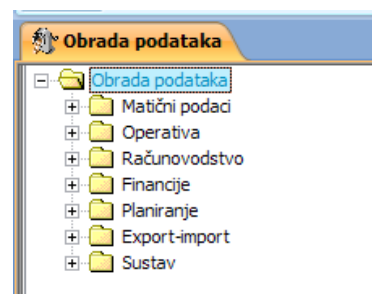 Obrada podataka
Obrada podataka
Matični podaci
Operativa
Računovodstvo
Financije
Planiranje
Export-import
Sustav